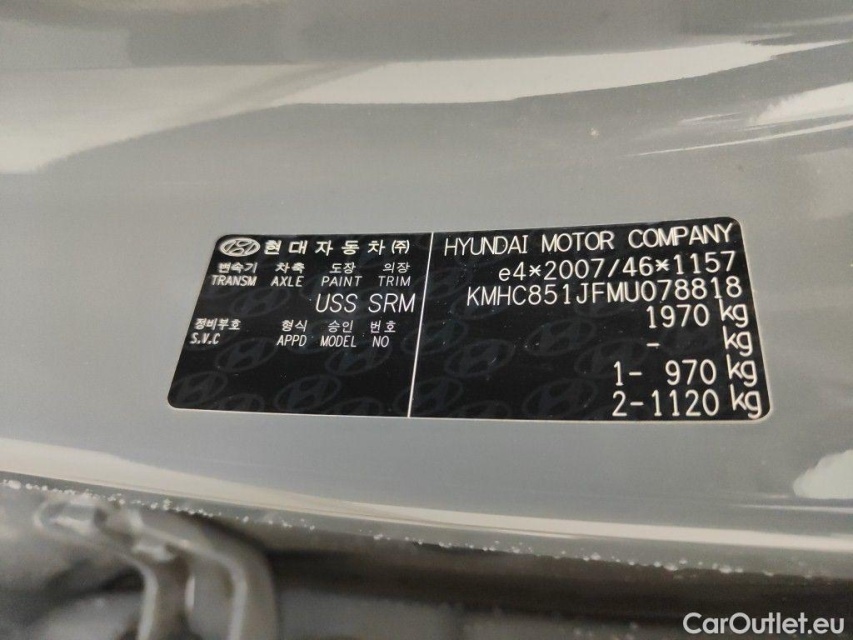 현대자동차(주)
변속기 차축 도장 의장
TRANSM AXLE PAINT TRIM
USS SRM
정비부호 형식 승인 번호
S.V.C APPD MODEL NO
HYUNDAI MOTOR COMPANY
e4*2007/46*1157
KMHC851JFMU078818
1970 kg
- kg
1- 970 kg
2-1120 kg
CarOutlet.eu